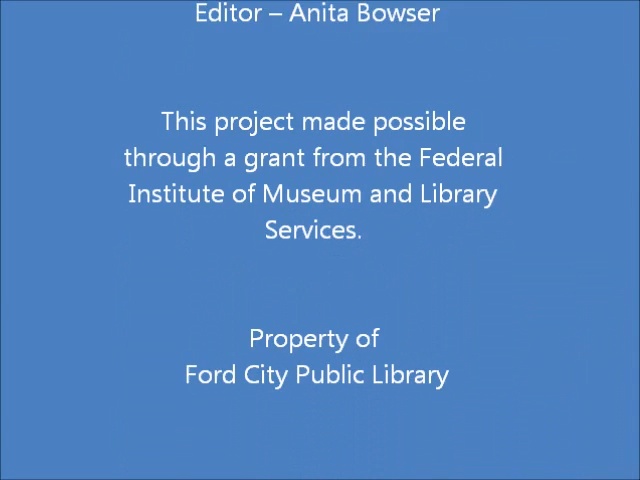 Editor – Anita Bowser
This project made possible
through a grant from the Federal
Institute of Museum and Library
Services.
Property of
Ford City Public Library